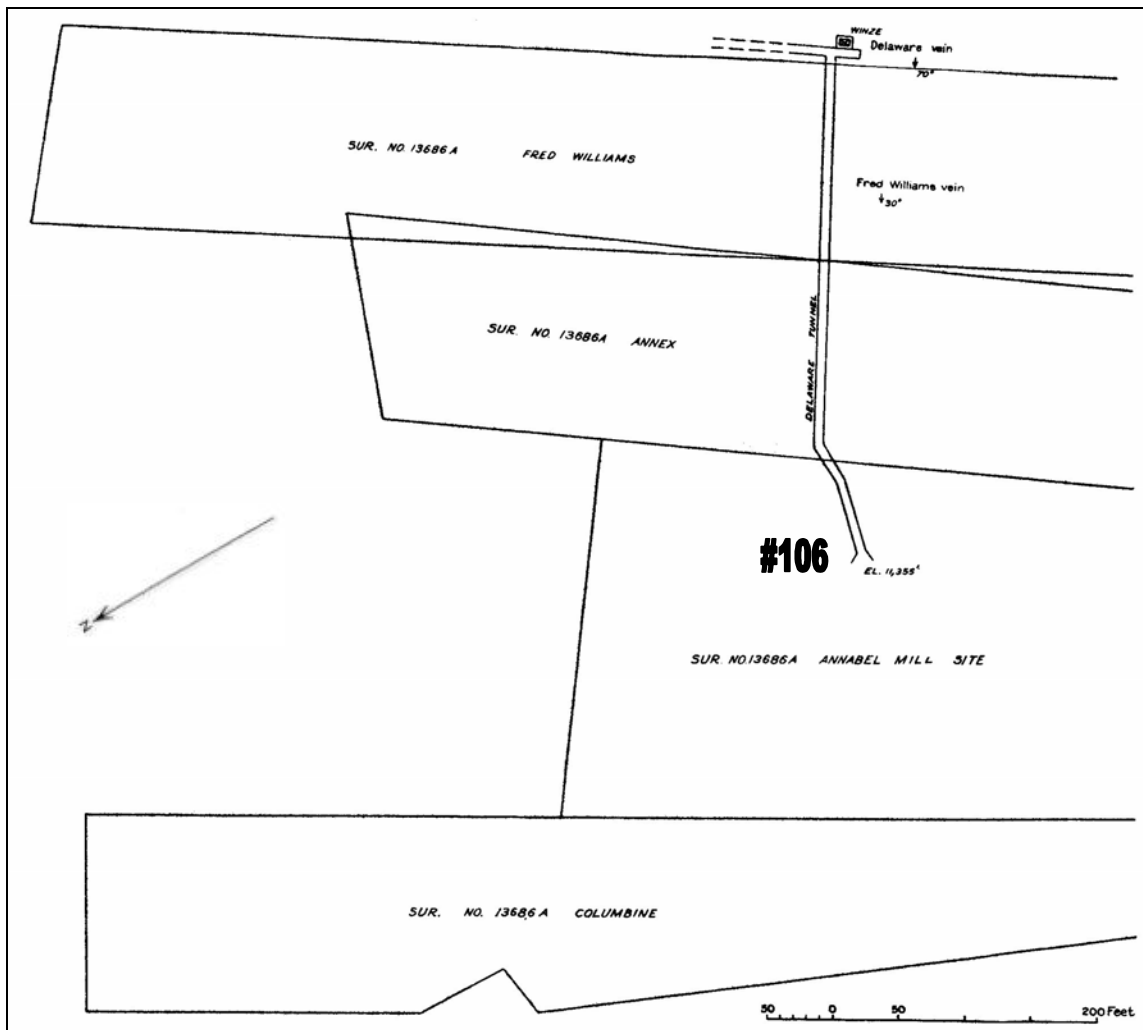 WINZE
Delaware vein
70°
SUR. NO. 13686A FRED WILLIAMS
Fred Williams vein
30°
SUR. NO. 13686A ANNEX
DELAWARE TUNNEL
N
#106
EL. 11,355'
SUR. NO. 13686A ANNABEL MILL SITE
SUR. NO. 13686A COLUMBINE
50 0 50 200 Feet